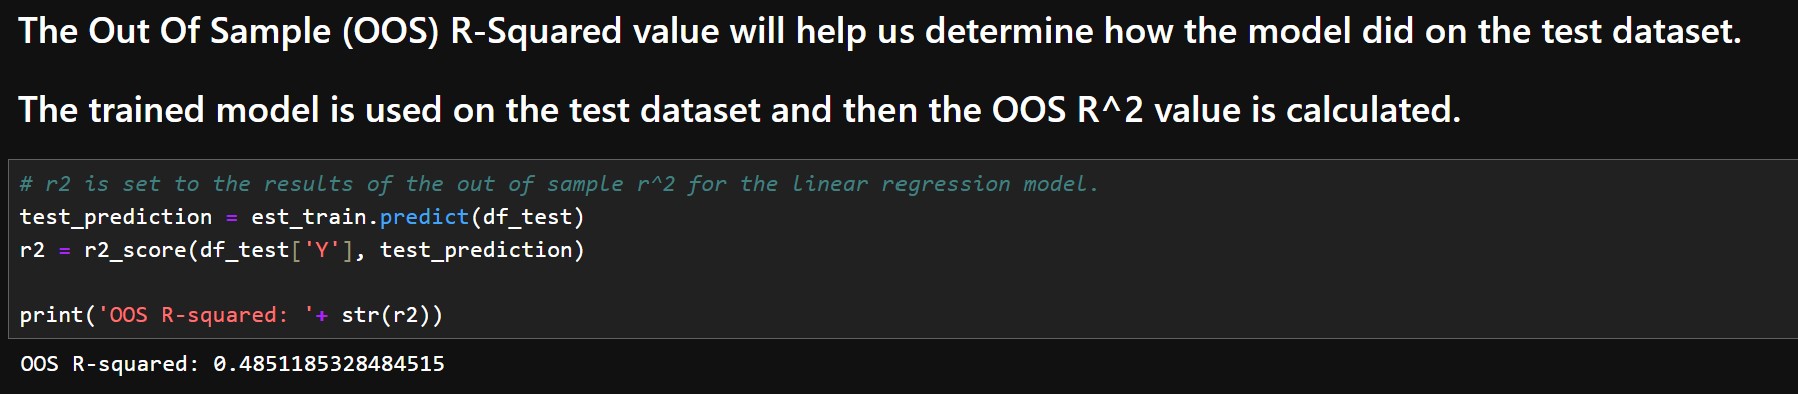 The Out Of Sample (OOS) R-Squared value will help us determine how the model did on the test dataset.
The trained model is used on the test dataset and then the OOS R^2 value is calculated.
# r2 is set to the results of the out of sample r^2 for the linear regression model.
test_prediction = est_train.predict(df_test)
r2 = r2_score(df_test['Y'], test_prediction)
print('OOS R-squared: '+ str(r2))
OOS R-squared: 0.4851185328484515